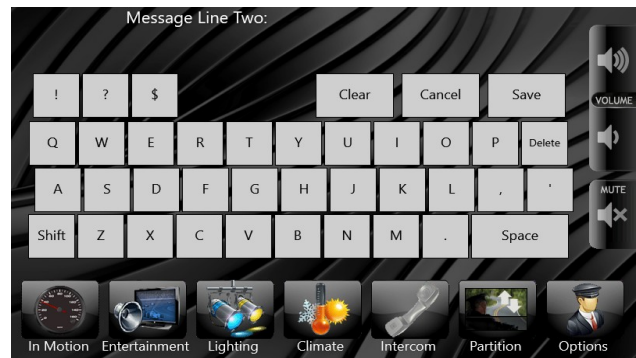 Message Line Two:
! ? $ Clear Cancel Save
VOLUME
Q W E R T Y U I O P Delete
A S D F G H J K L , '
MUTE
Shift Z X C V B N M . Space
In Motion Entertainment Lighting Climate Intercom Partition Options